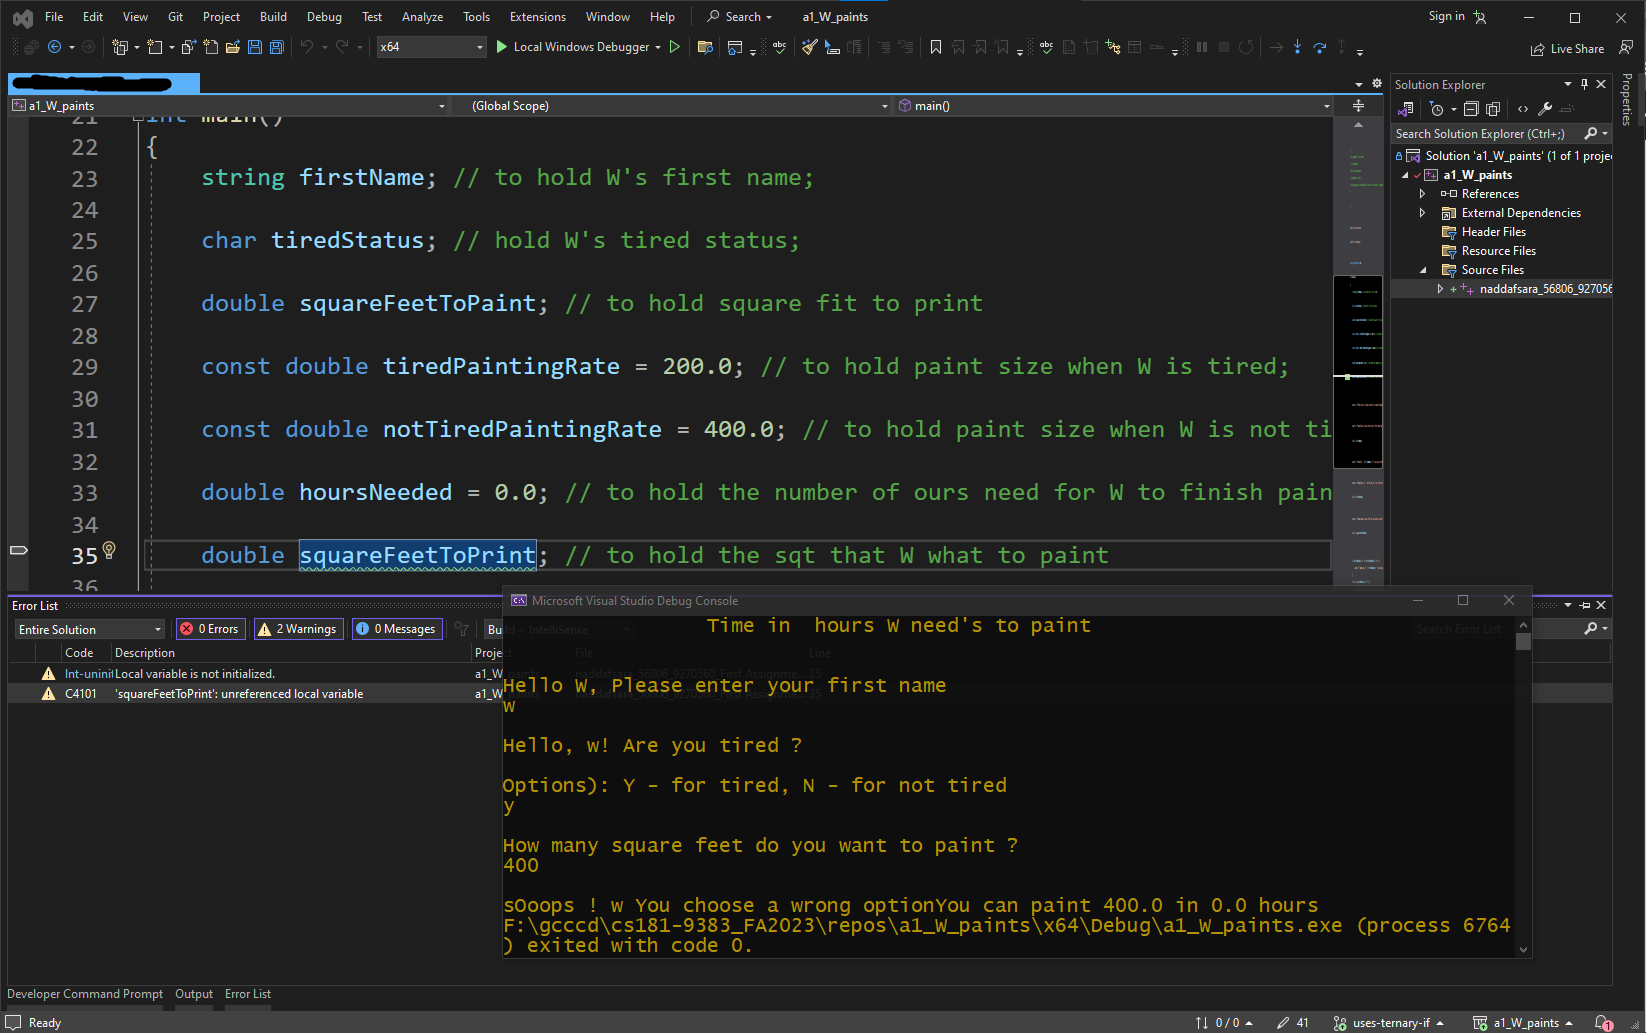 File Edit View Git Project Build Debug Test Analyze Tools Extensions Window Help Search a1_W_paints Sign in
x64 Local Windows Debugger Live Share
a1_W_paints (Global Scope) main()
21 int main()
22 {
23 string firstName; // to hold W's first name;
24
25 char tiredStatus; // hold W's tired status;
26
27 double squareFeetToPaint; // to hold square fit to print
28
29 const double tiredPaintingRate = 200.0; // to hold paint size when W is tired;
30
31 const double notTiredPaintingRate = 400.0; // to hold paint size when W is not ti
32
33 double hoursNeeded = 0.0; // to hold the number of ours need for W to finish pain
34
35 double squareFeetToPrint; // to hold the sqt that W what to paint
36
Solution Explorer
Search Solution Explorer (Ctrl+;)
Solution 'a1_W_paints' (1 of 1 proje
a1_W_paints
References
External Dependencies
Header Files
Resource Files
Source Files
naddafsara_56806_927056
Properties
Error List
Entire Solution 0 Errors 2 Warnings 0 Messages Build + IntelliSense Search Error List
Code Description Project File Line
Int-uninit Local variable is not initialized. a1_W_paints 35
C4101 'squareFeetToPrint': unreferenced local variable a1_W_paints 35
Microsoft Visual Studio Debug Console
Time in hours W need's to paint
Hello W, Please enter your first name
w
Hello, w! Are you tired ?
Options): Y - for tired, N - for not tired
y
How many square feet do you want to paint ?
400
sOoops ! w You choose a wrong optionYou can paint 400.0 in 0.0 hours
F:\gcccd\cs181-9383_FA2023\repos\a1_W_paints\x64\Debug\a1_W_paints.exe (process 6764
) exited with code 0.
Developer Command Prompt Output Error List
Ready 0 / 0 41 uses-ternary-if a1_W_paints 1